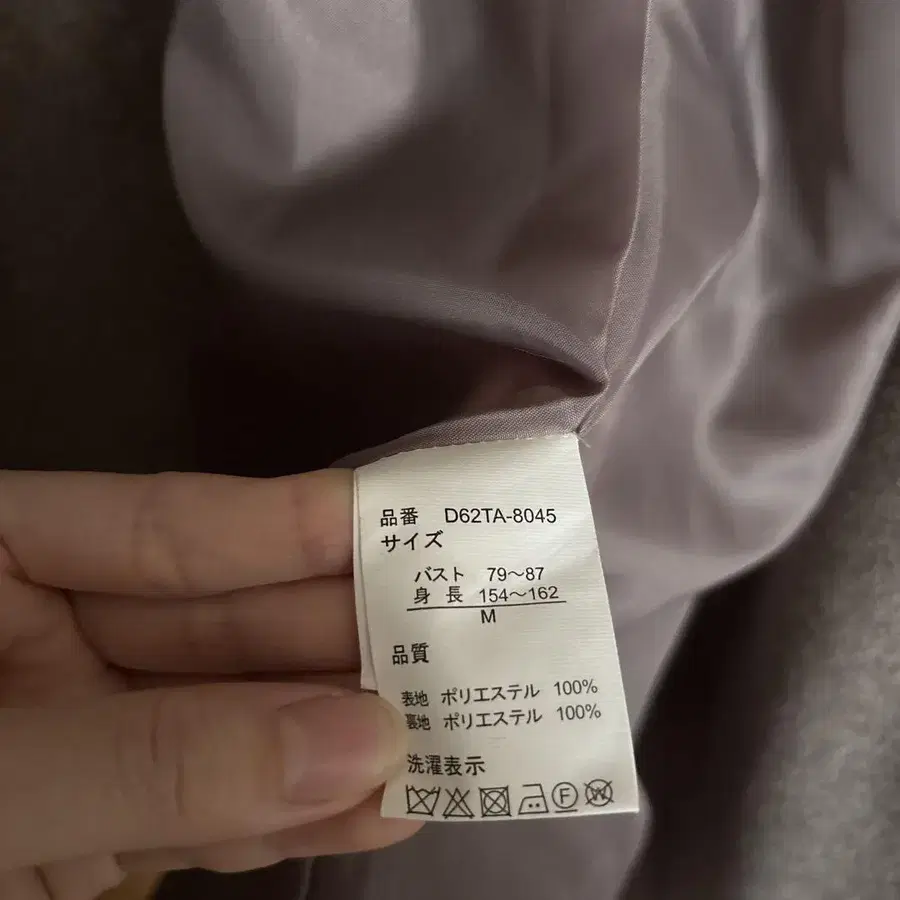 品番 D62TA-8045
サイズ
バスト 79～87
身長 154～162
M
品質
表地 ポリエステル 100%
裏地 ポリエステル 100%
洗濯表示
F W